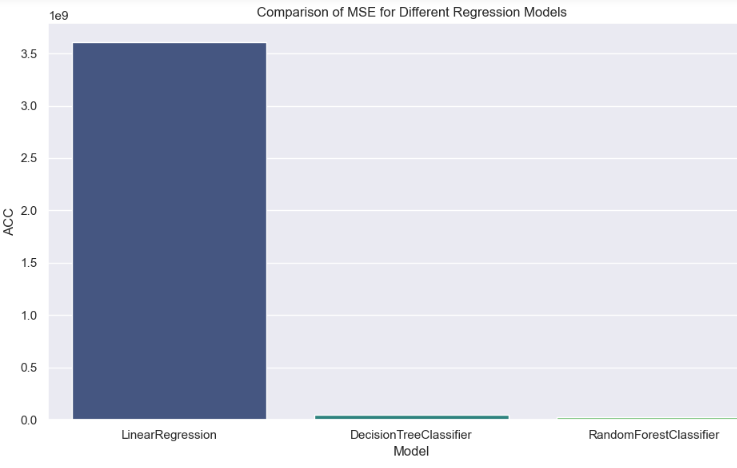 Comparison of MSE for Different Regression Models
1e9
3.5
3.0
2.5
2.0
1.5
1.0
0.5
0.0
ACC
LinearRegression DecisionTreeClassifier RandomForestClassifier
Model